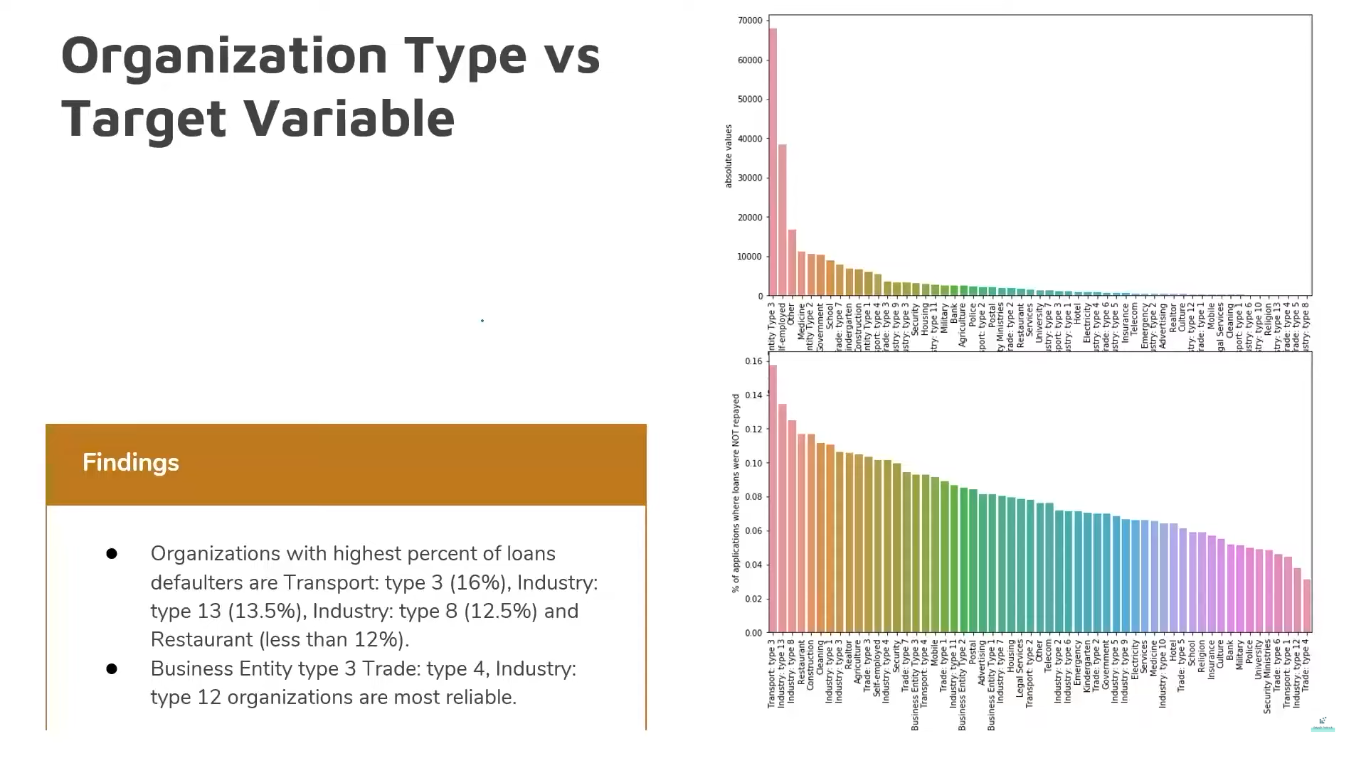 Organization Type vs
Target Variable
Findings
● Organizations with highest percent of loans
defaulters are Transport: type 3 (16%), Industry:
type 13 (13.5%), Industry: type 8 (12.5%) and
Restaurant (less than 12%).
● Business Entity type 3 Trade: type 4, Industry:
type 12 organizations are most reliable.
absolute values
70000
60000
50000
40000
30000
20000
10000
0
ntity Type 3
lf-employed
Other
Medicine
ntity Type 2
Government
School
rade: type 7
indergarten
onstruction
ntity Type 1
sport: type 4
rade: type 3
ustry: type 9
ustry: type 3
Security
Housing
try: type 11
Military
Bank
Agriculture
Police
sport: type 2
Postal
y Ministries
rade: type 2
Restaurant
Services
University
ustry: type 7
sport: type 3
ustry: type 1
Hotel
Electricity
ustry: type 4
rade: type 6
ustry: type 5
Insurance
Telecom
Emergency
ustry: type 2
Advertising
Realtor
Culture
try: type 12
rade: type 1
Mobile
gal Services
Cleaning
sport: type 1
ustry: type 6
try: type 10
Religion
try: type 13
rade: type 4
rade: type 5
ustry: type 8
% of applications where loans were NOT repayed
0.16
0.14
0.12
0.10
0.08
0.06
0.04
0.02
0.00
Transport: type 3
Industry: type 13
Industry: type 8
Restaurant
Construction
Cleaning
Industry: type 1
Industry: type 3
Realtor
Agriculture
Trade: type 3
Self-employed
Industry: type 4
Security
Trade: type 7
Business Entity Type 3
Transport: type 4
Mobile
Trade: type 1
Industry: type 11
Business Entity Type 2
Postal
Advertising
Business Entity Type 1
Industry: type 7
Housing
Legal Services
Transport: type 2
Other
Telecom
Industry: type 2
Industry: type 6
Emergency
Kindergarten
Trade: type 2
Government
Industry: type 5
Industry: type 9
Electricity
Services
Medicine
Industry: type 10
Hotel
Trade: type 5
School
Religion
Insurance
Culture
Bank
Military
Police
University
Security Ministries
Trade: type 6
Transport: type 1
Industry: type 12
Trade: type 4